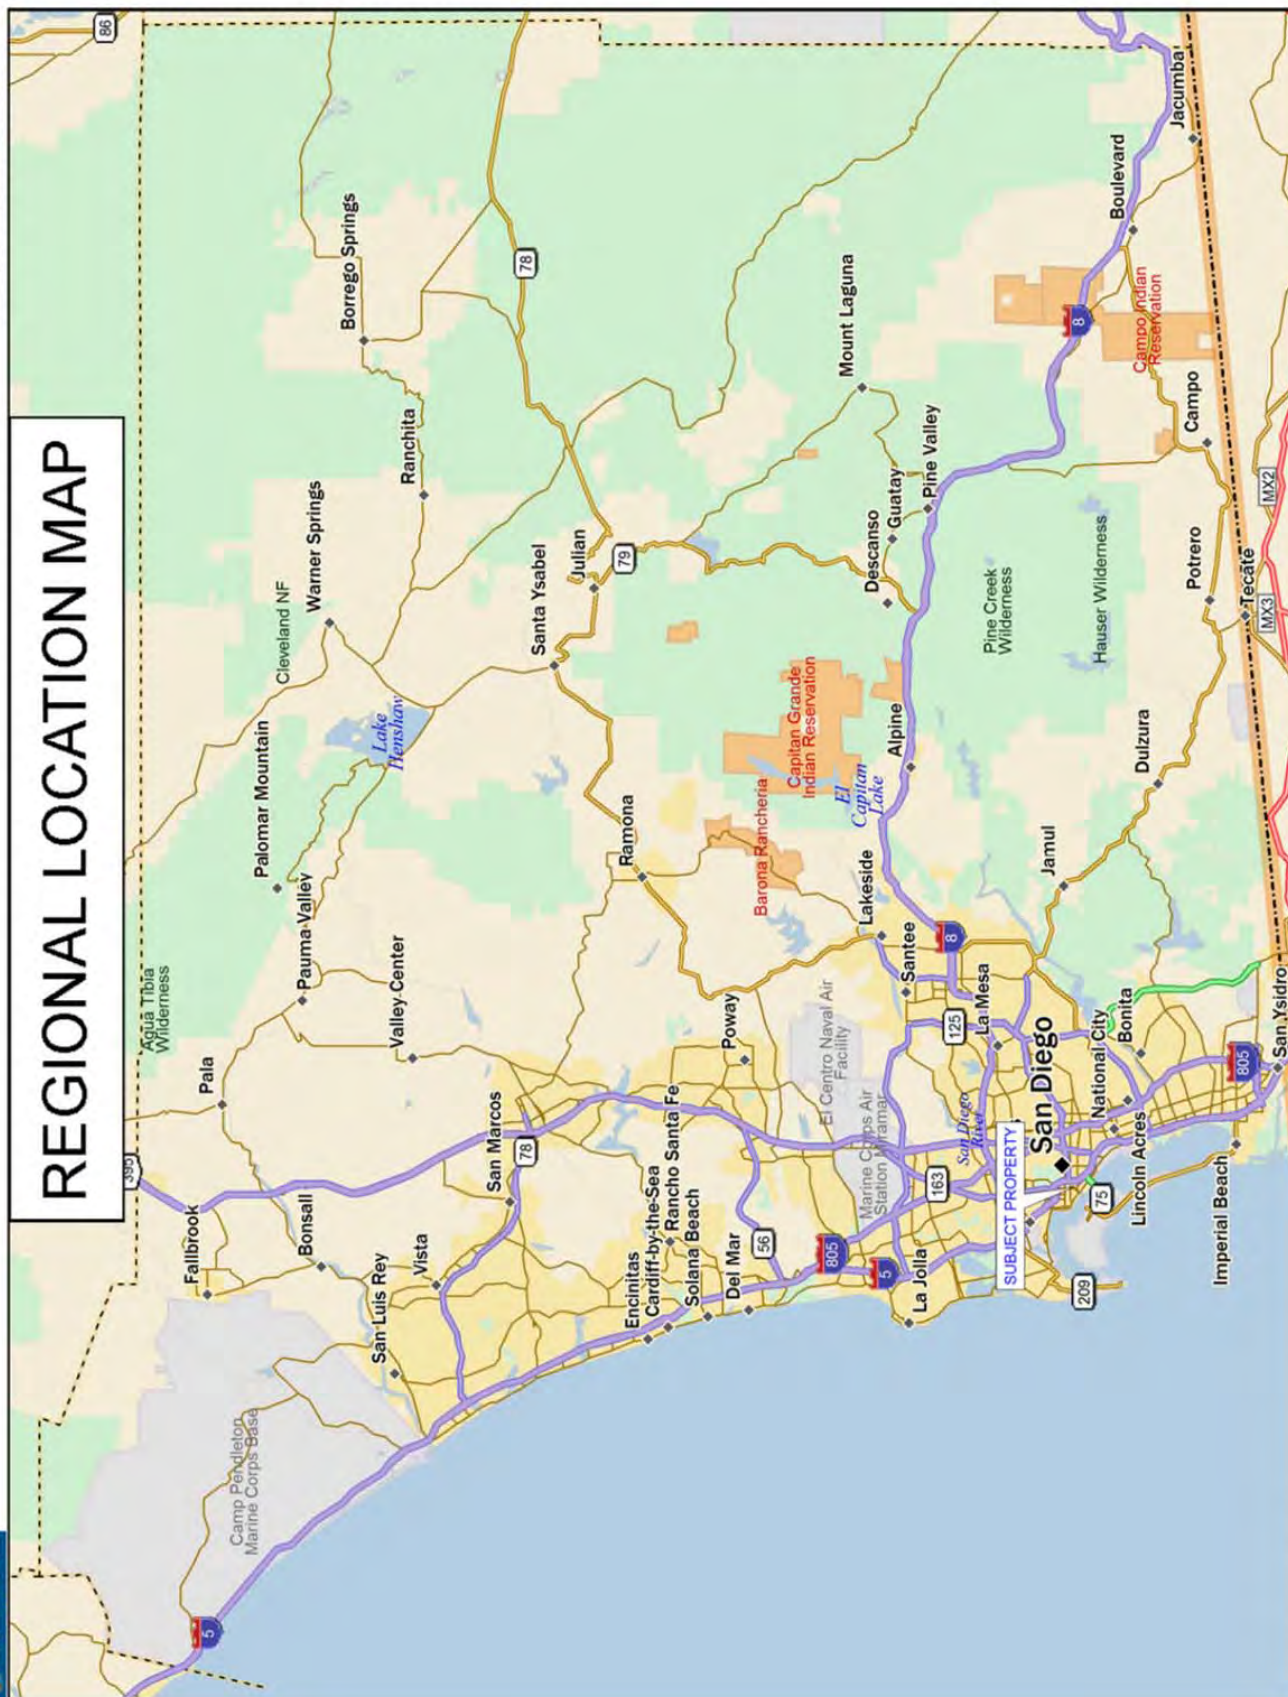 REGIONAL LOCATION MAP
86
395
Agua Tibia
Wilderness
Camp Pendleton
Marine Corps Base
5
Fallbrook
Pala
Pauma Valley
Palomar Mountain
Cleveland NF
Warner Springs
Borrego Springs
Bonsall
Lake
Henshaw
San Luis Rey
Valley Center
Ranchita
Vista
San Marcos
78
78
Santa Ysabel
Julian
79
Encinitas
Cardiff-by-the-Sea
Rancho Santa Fe
Solana Beach
Ramona
Del Mar
Poway
56
Barona Rancheria
Capitan Grande
Indian Reservation
El Centro Naval Air
Facility
805
El
Capitan
Lake
Mount Laguna
Marine Corps Air
Station Miramar
5
Lakeside
Descanso
Guatay
Alpine
Pine Valley
La Jolla
Santee
163
125
8
La Mesa
San Diego
River
Pine Creek
Wilderness
SUBJECT PROPERTY
San Diego
Jamul
8
209
75
National City
Hauser Wilderness
Boulevard
Bonita
Lincoln Acres
Dulzura
Campo Indian
Reservation
Jacumba
Potrero
Campo
Imperial Beach
805
Tecate
San Ysidro
MX3
MX2